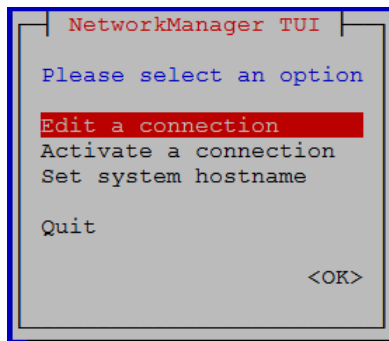 NetworkManager TUI
Please select an option
Edit a connection
Activate a connection
Set system hostname
Quit
<OK>